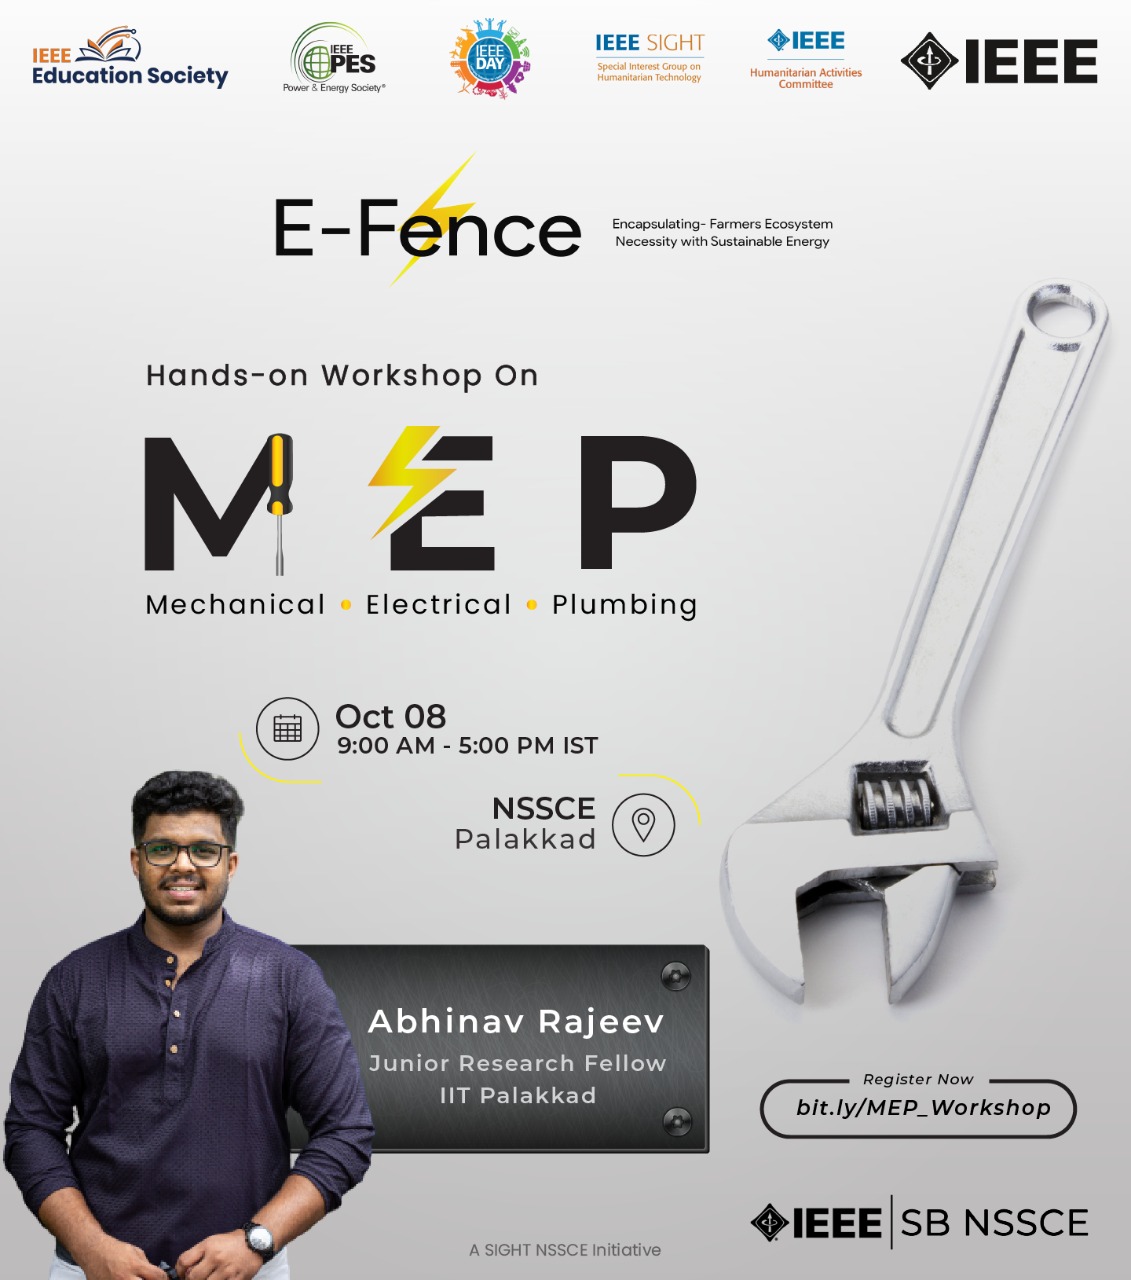 IEEE
Education Society
IEEE
PES
Power & Energy Society®
IEEE
DAY
IEEE SIGHT
Special Interest Group on
Humanitarian Technology
IEEE
Humanitarian Activities
Committee
IEEE
E-Fence
Encapsulating- Farmers Ecosystem
Necessity with Sustainable Energy
Hands-on Workshop On
MEP
Mechanical • Electrical • Plumbing
Oct 08
9:00 AM - 5:00 PM IST
NSSCE
Palakkad
Abhinav Rajeev
Junior Research Fellow
IIT Palakkad
Register Now
bit.ly/MEP_Workshop
IEEE | SB NSSCE
A SIGHT NSSCE Initiative